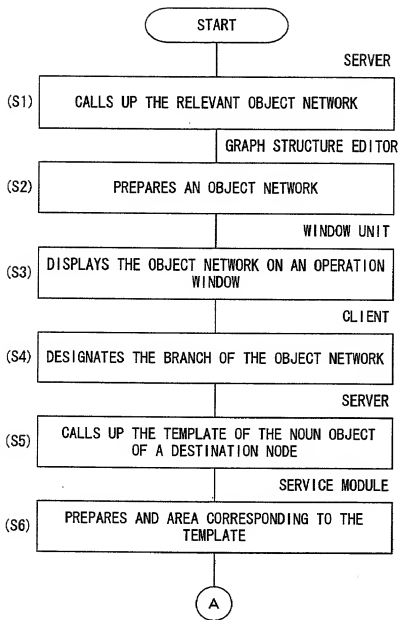 START
SERVER
(S1)
CALLS UP THE RELEVANT OBJECT NETWORK
GRAPH STRUCTURE EDITOR
(S2)
PREPARES AN OBJECT NETWORK
WINDOW UNIT
(S3)
DISPLAYS THE OBJECT NETWORK ON AN OPERATION
WINDOW
CLIENT
(S4)
DESIGNATES THE BRANCH OF THE OBJECT NETWORK
SERVER
(S5)
CALLS UP THE TEMPLATE OF THE NOUN OBJECT
OF A DESTINATION NODE
SERVICE MODULE
(S6)
PREPARES AND AREA CORRESPONDING TO THE
TEMPLATE
A